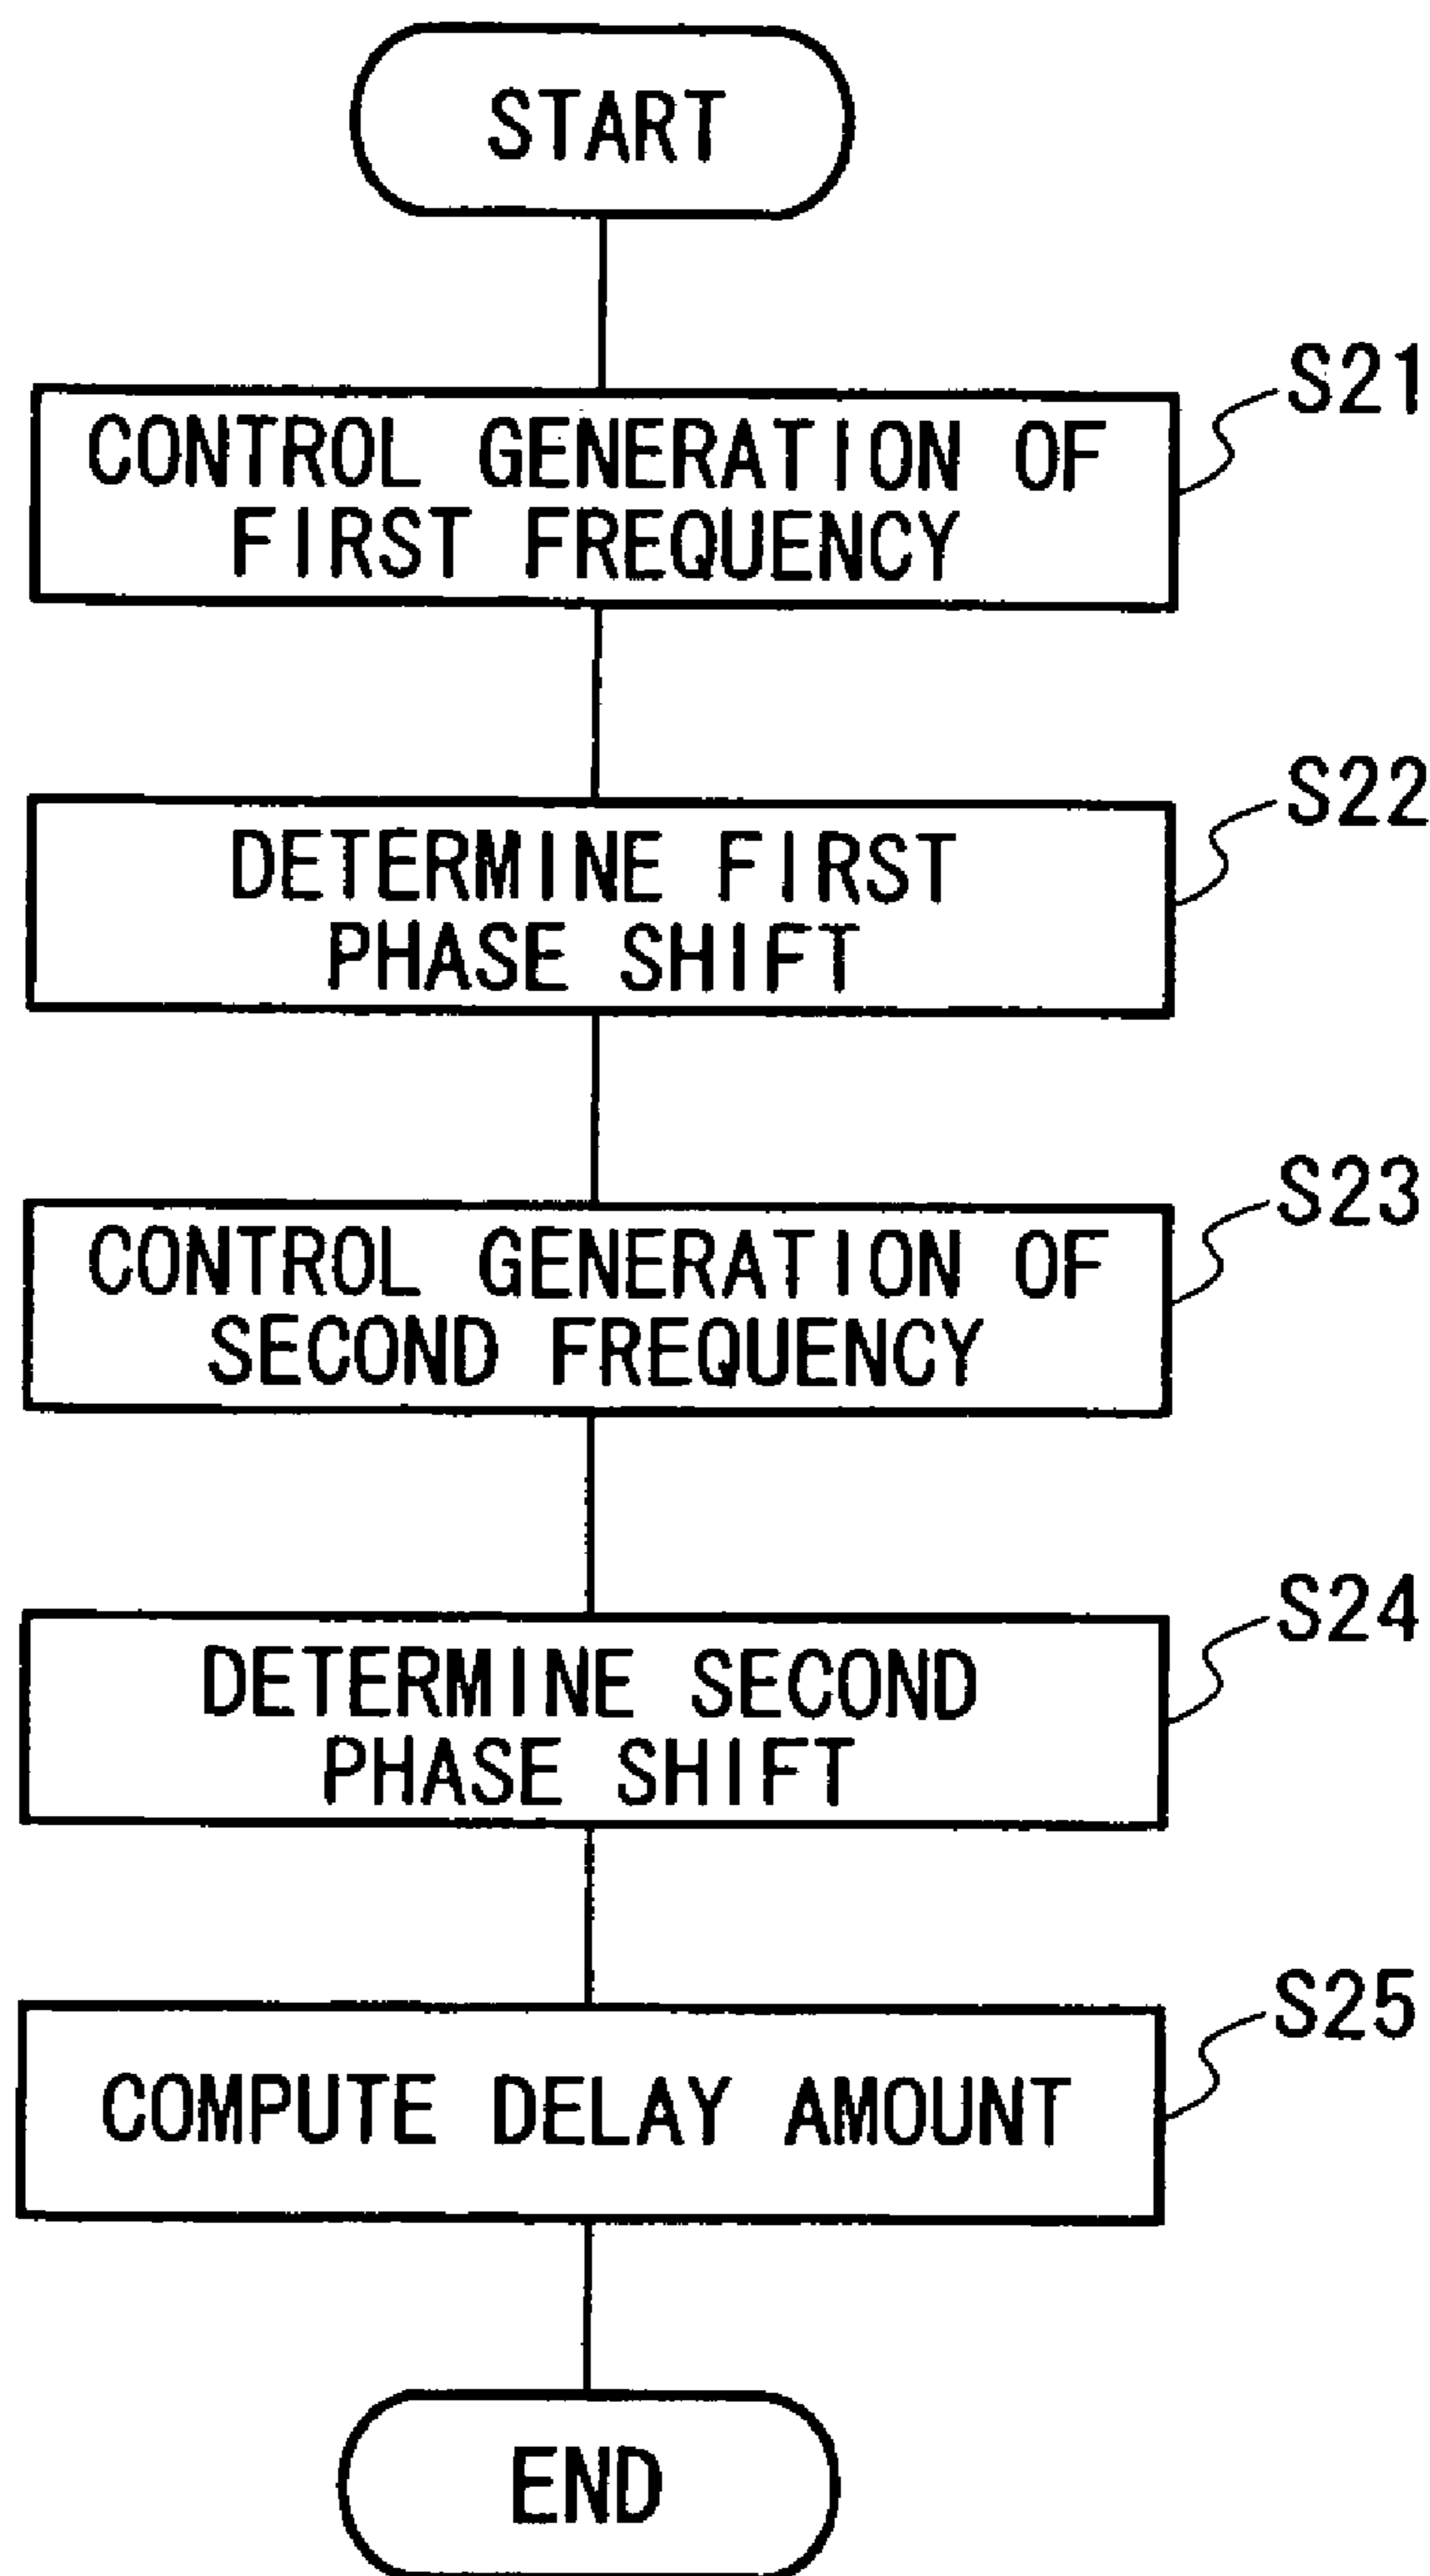 START
S21
CONTROL GENERATION OF
FIRST FREQUENCY
S22
DETERMINE FIRST
PHASE SHIFT
S23
CONTROL GENERATION OF
SECOND FREQUENCY
S24
DETERMINE SECOND
PHASE SHIFT
S25
COMPUTE DELAY AMOUNT
END